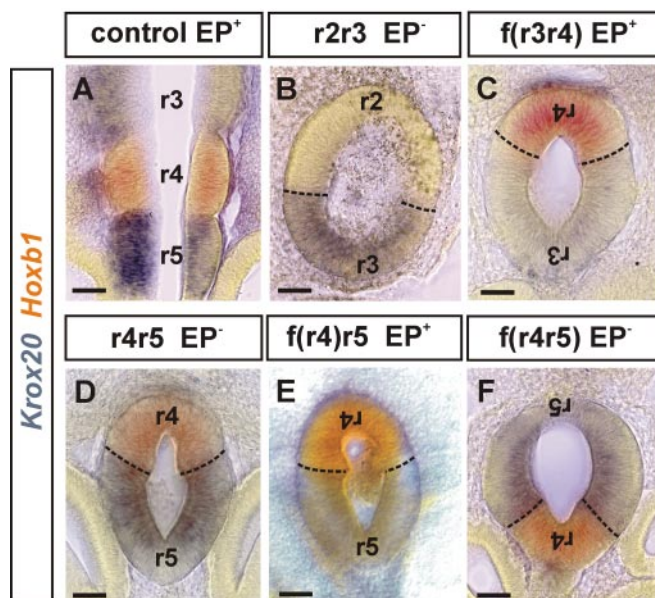 control EP+
r2r3 EP-
f(r3r4) EP+
Krox20 Hoxb1
A
r3
r4
r5
B
r2
r3
C
r4
r3
r4r5 EP-
f(r4)r5 EP+
f(r4r5) EP-
D
r4
r5
E
r4
r5
F
r5
r4